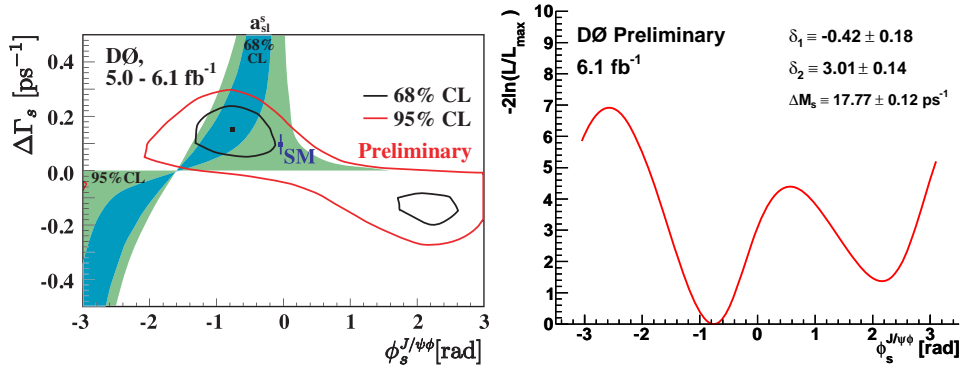 a^s_sl
68%
CL
DØ,
5.0 - 6.1 fb^-1
68% CL
95% CL
Preliminary
SM
95% CL
ΔΓ_s [ps^-1]
0.4
0.2
0.0
-0.2
-0.4
-3 -2 -1 0 1 2 3
ϕ_s^J/ψϕ [rad]
DØ Preliminary
6.1 fb^-1
δ_1 ≡ -0.42 ± 0.18
δ_2 ≡ 3.01 ± 0.14
ΔM_s ≡ 17.77 ± 0.12 ps^-1
-2ln(L/L_max)
10
9
8
7
6
5
4
3
2
1
0
-3 -2 -1 0 1 2 3
ϕ_s^J/ψϕ [rad]